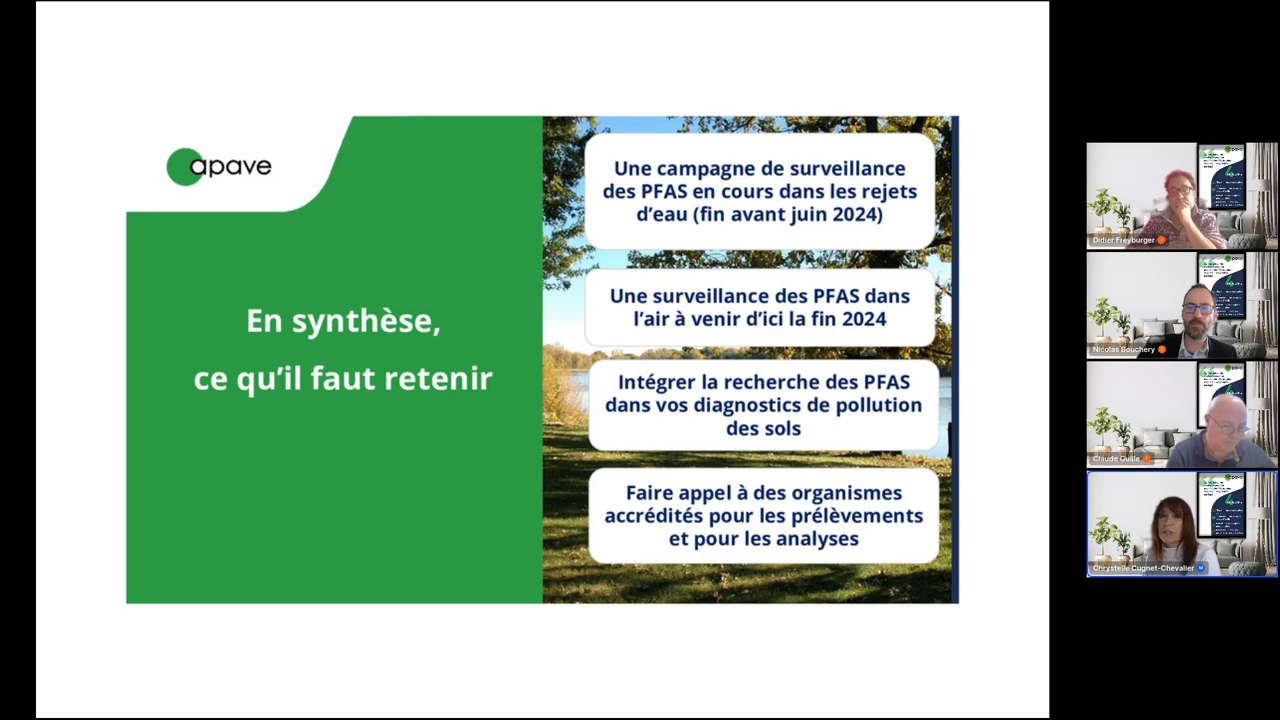 apave
En synthèse,
ce qu’il faut retenir
Une campagne de surveillance
des PFAS en cours dans les rejets
d’eau (fin avant juin 2024)
Une surveillance des PFAS dans
l’air à venir d’ici la fin 2024
Intégrer la recherche des PFAS
dans vos diagnostics de pollution
des sols
Faire appel à des organismes
accrédités pour les prélèvements
et pour les analyses
Didier Freyburger
Nicolas Bouchery
Claude Guille
Chrystelle Cugnet-Chevalier